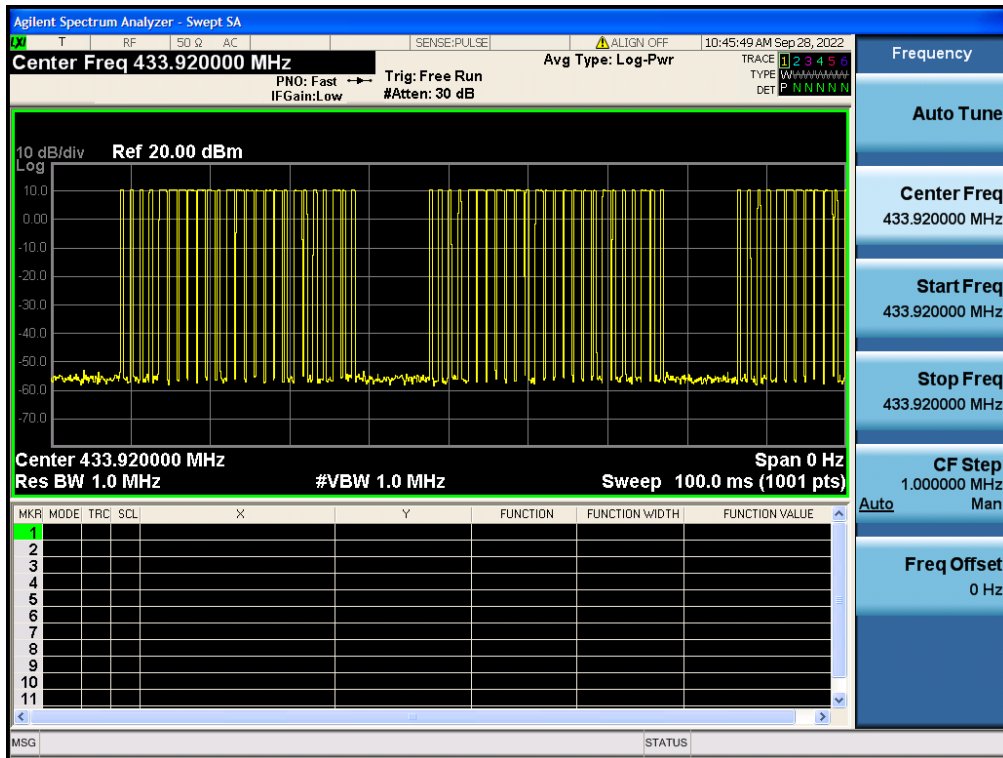 Agilent Spectrum Analyzer - Swept SA
LXI T RF 50 Ω AC SENSE:PULSE ALIGN OFF 10:45:49 AM Sep 28, 2022
Center Freq 433.920000 MHz
PNO: Fast
IFGain:Low
Trig: Free Run
#Atten: 30 dB
Avg Type: Log-Pwr
TRACE 1 2 3 4 5 6
TYPE W
DET P N N N N N
10 dB/div Ref 20.00 dBm
Log
10.0
0.00
-10.0
-20.0
-30.0
-40.0
-50.0
-60.0
-70.0
Center 433.920000 MHz Span 0 Hz
Res BW 1.0 MHz #VBW 1.0 MHz Sweep 100.0 ms (1001 pts)
MKR MODE TRC SCL X Y FUNCTION FUNCTION WIDTH FUNCTION VALUE
1
2
3
4
5
6
7
8
9
10
11
MSG STATUS
Frequency
Auto Tune
Center Freq
433.920000 MHz
Start Freq
433.920000 MHz
Stop Freq
433.920000 MHz
CF Step
1.000000 MHz
Auto Man
Freq Offset
0 Hz